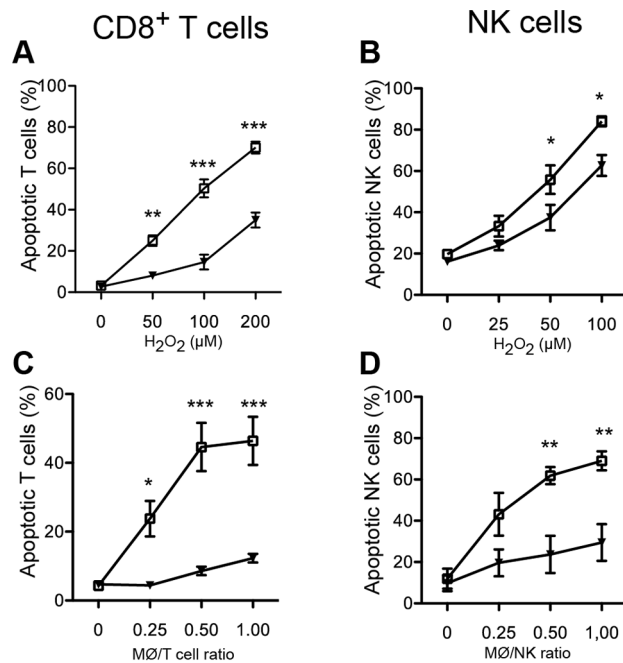 CD8⁺ T cells
NK cells
A
Apoptotic T cells (%)
100
80
60
40
20
0
** *** ***
0 50 100 200
H₂O₂ (µM)
B
Apoptotic NK cells (%)
100
80
60
40
20
0
* *
0 25 50 100
H₂O₂ (µM)
C
Apoptotic T cells (%)
60
40
20
0
* *** ***
0 0.25 0.50 1.00
MØ/T cell ratio
D
Apoptotic NK cells (%)
100
80
60
40
20
0
** **
0 0.25 0.50 1,00
MØ/NK ratio